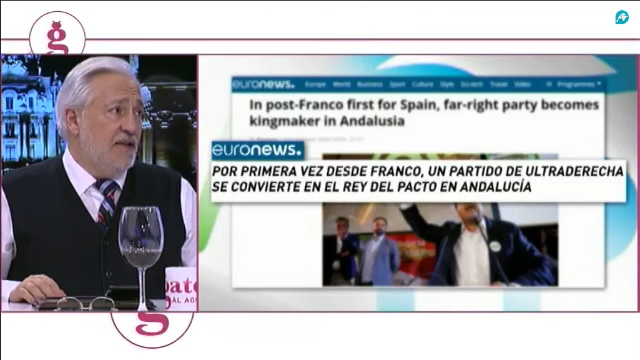 g
euronews.
Europe World Business Sport Culture Style Sci-tech Travel Video Programmes
In post-Franco first for Spain, far-right party becomes
kingmaker in Andalusia
euronews.
POR PRIMERA VEZ DESDE FRANCO, UN PARTIDO DE ULTRADERECHA
SE CONVIERTE EN EL REY DEL PACTO EN ANDALUCÍA
g